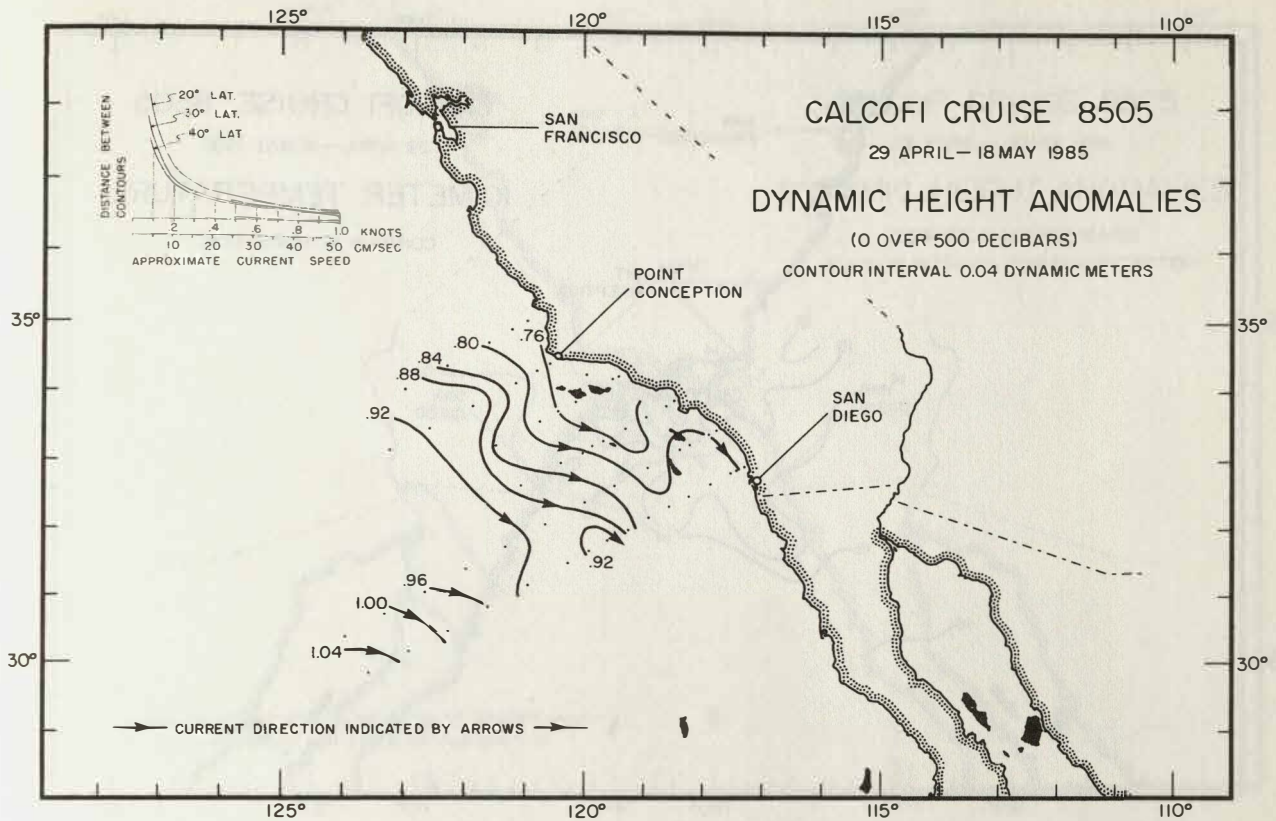 125°
120°
115°
110°
DISTANCE BETWEEN
CONTOURS
20° LAT.
30° LAT.
40° LAT
.2 .4 .6 .8 1.0 KNOTS
10 20 30 40 50 CM/SEC
APPROXIMATE CURRENT SPEED
SAN
FRANCISCO
CALCOFI CRUISE 8505
29 APRIL – 18 MAY 1985
DYNAMIC HEIGHT ANOMALIES
(0 OVER 500 DECIBARS)
CONTOUR INTERVAL 0.04 DYNAMIC METERS
POINT
CONCEPTION
35°
35°
.76
.80
.84
.88
.92
SAN
DIEGO
.92
.96
1.00
1.04
30°
30°
CURRENT DIRECTION INDICATED BY ARROWS
125°
120°
115°
110°